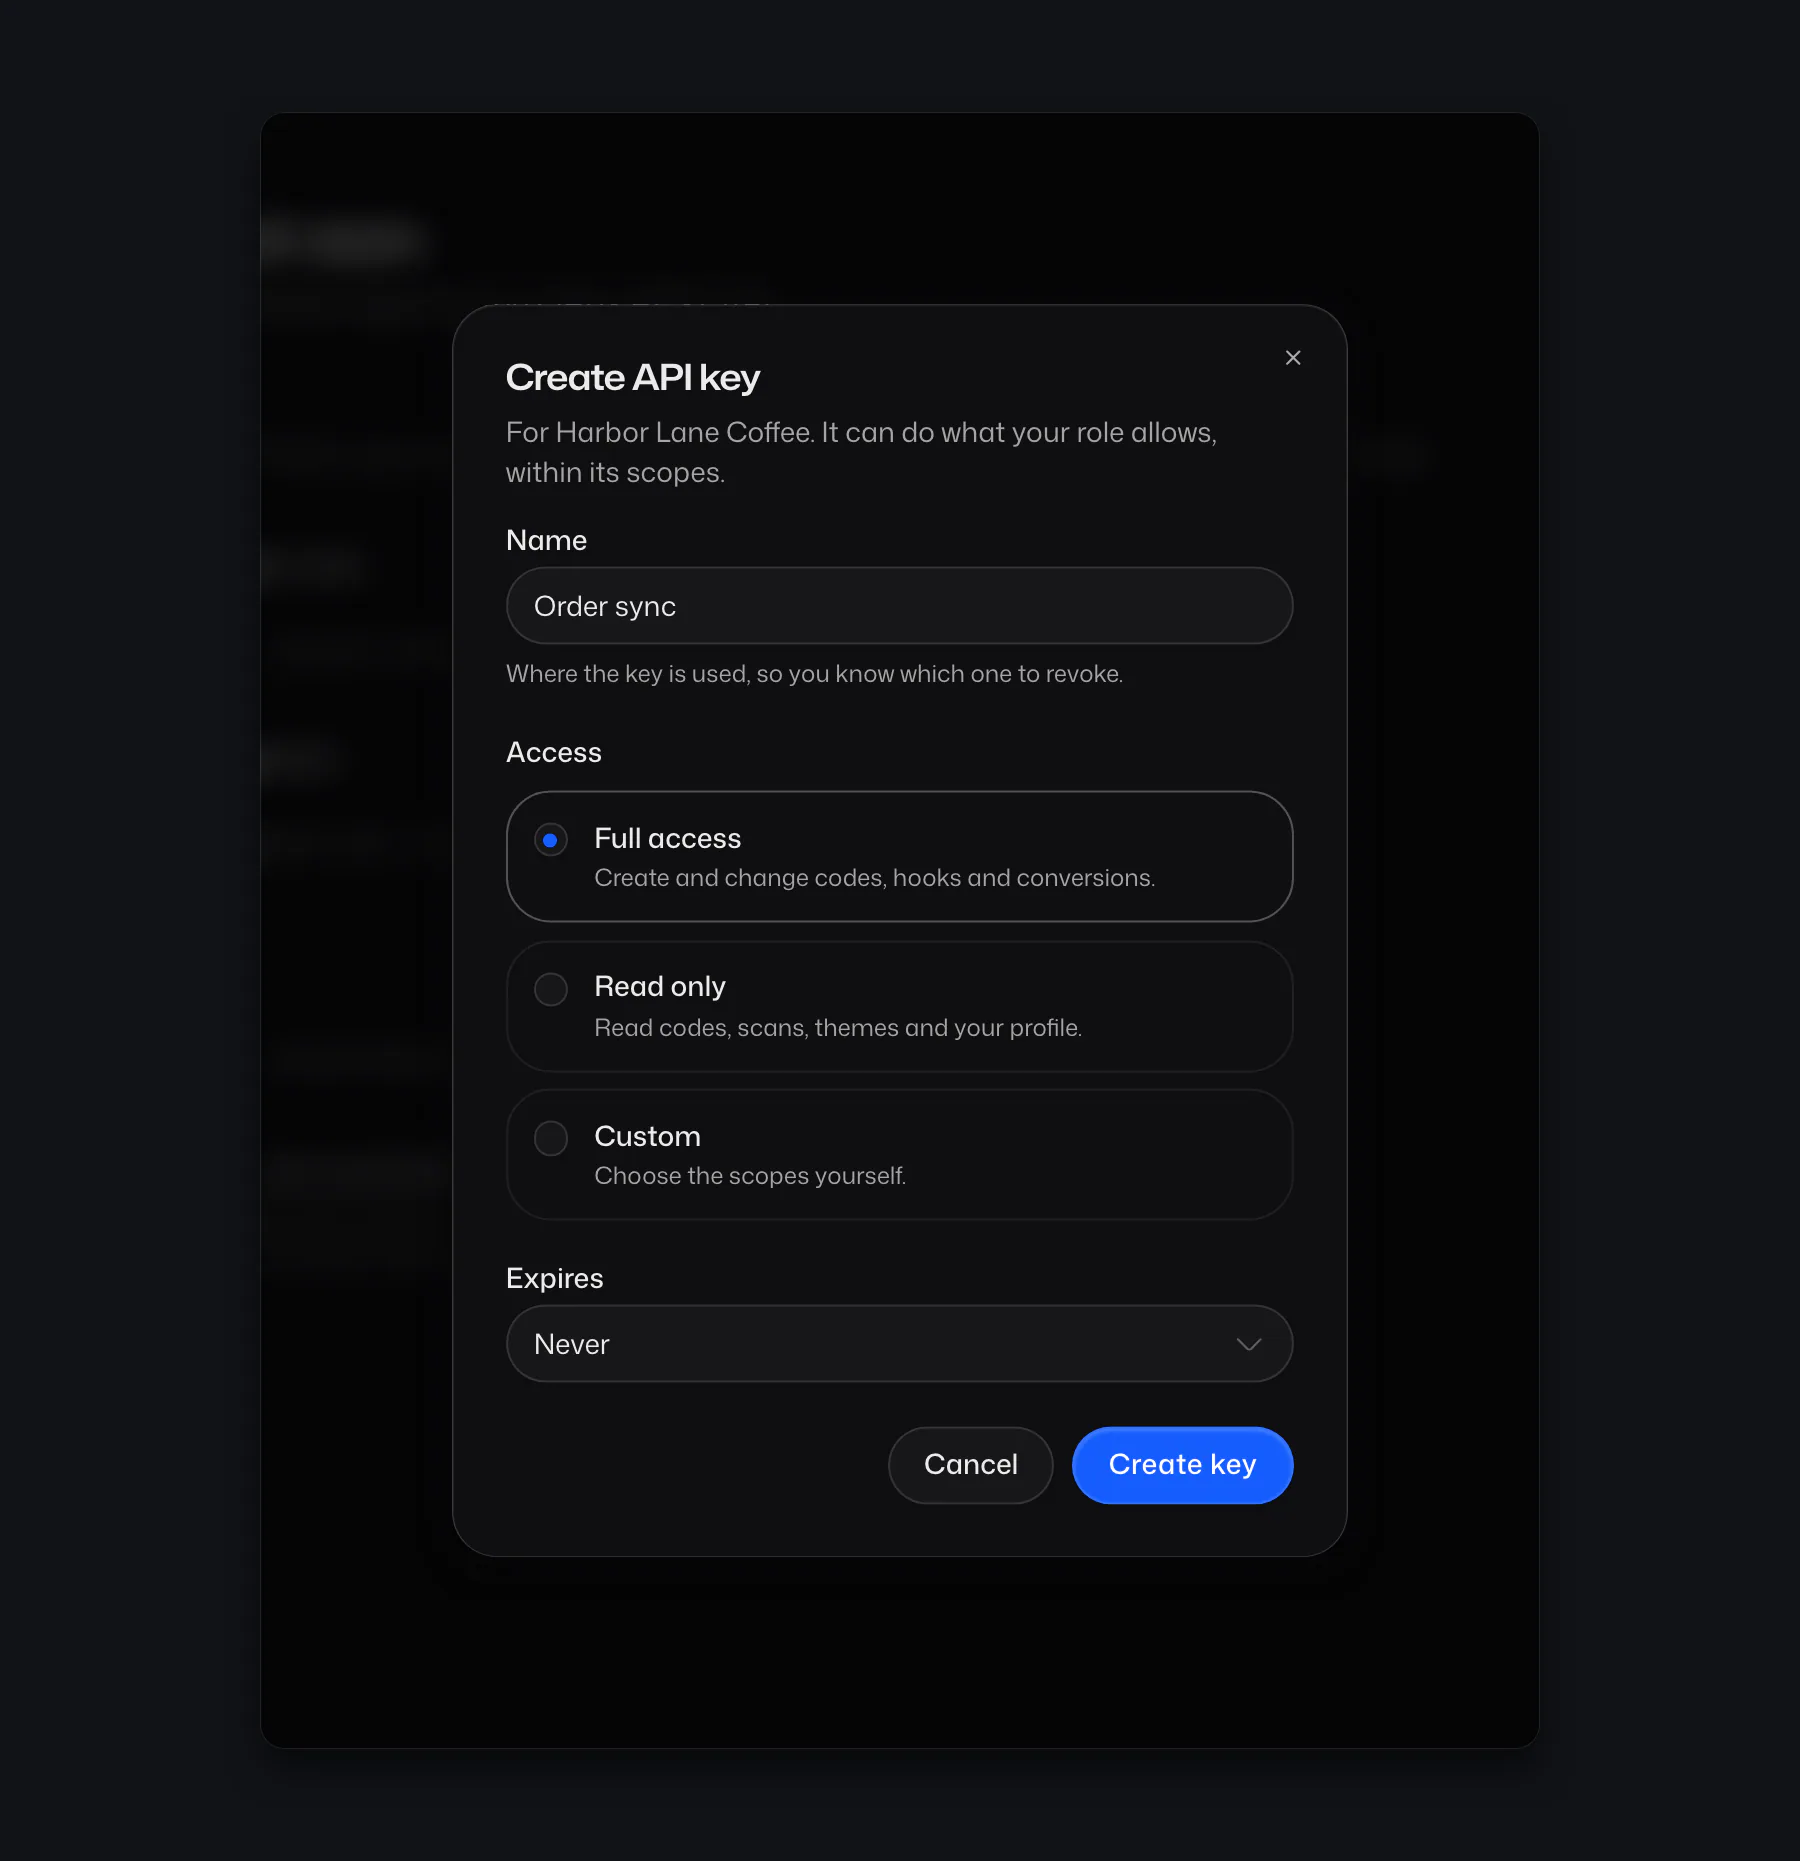 Create API key
For Harbor Lane Coffee. It can do what your role allows,
within its scopes.
Name
Order sync
Where the key is used, so you know which one to revoke.
Access
Full access
Create and change codes, hooks and conversions.
Read only
Read codes, scans, themes and your profile.
Custom
Choose the scopes yourself.
Expires
Never
Cancel
Create key